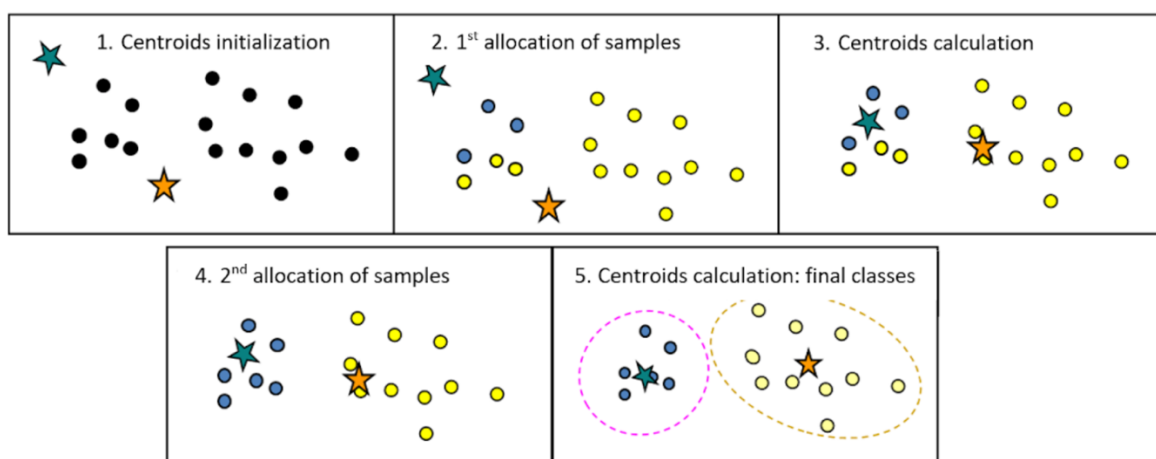 1. Centroids initialization
2. 1st allocation of samples
3. Centroids calculation
4. 2nd allocation of samples
5. Centroids calculation: final classes